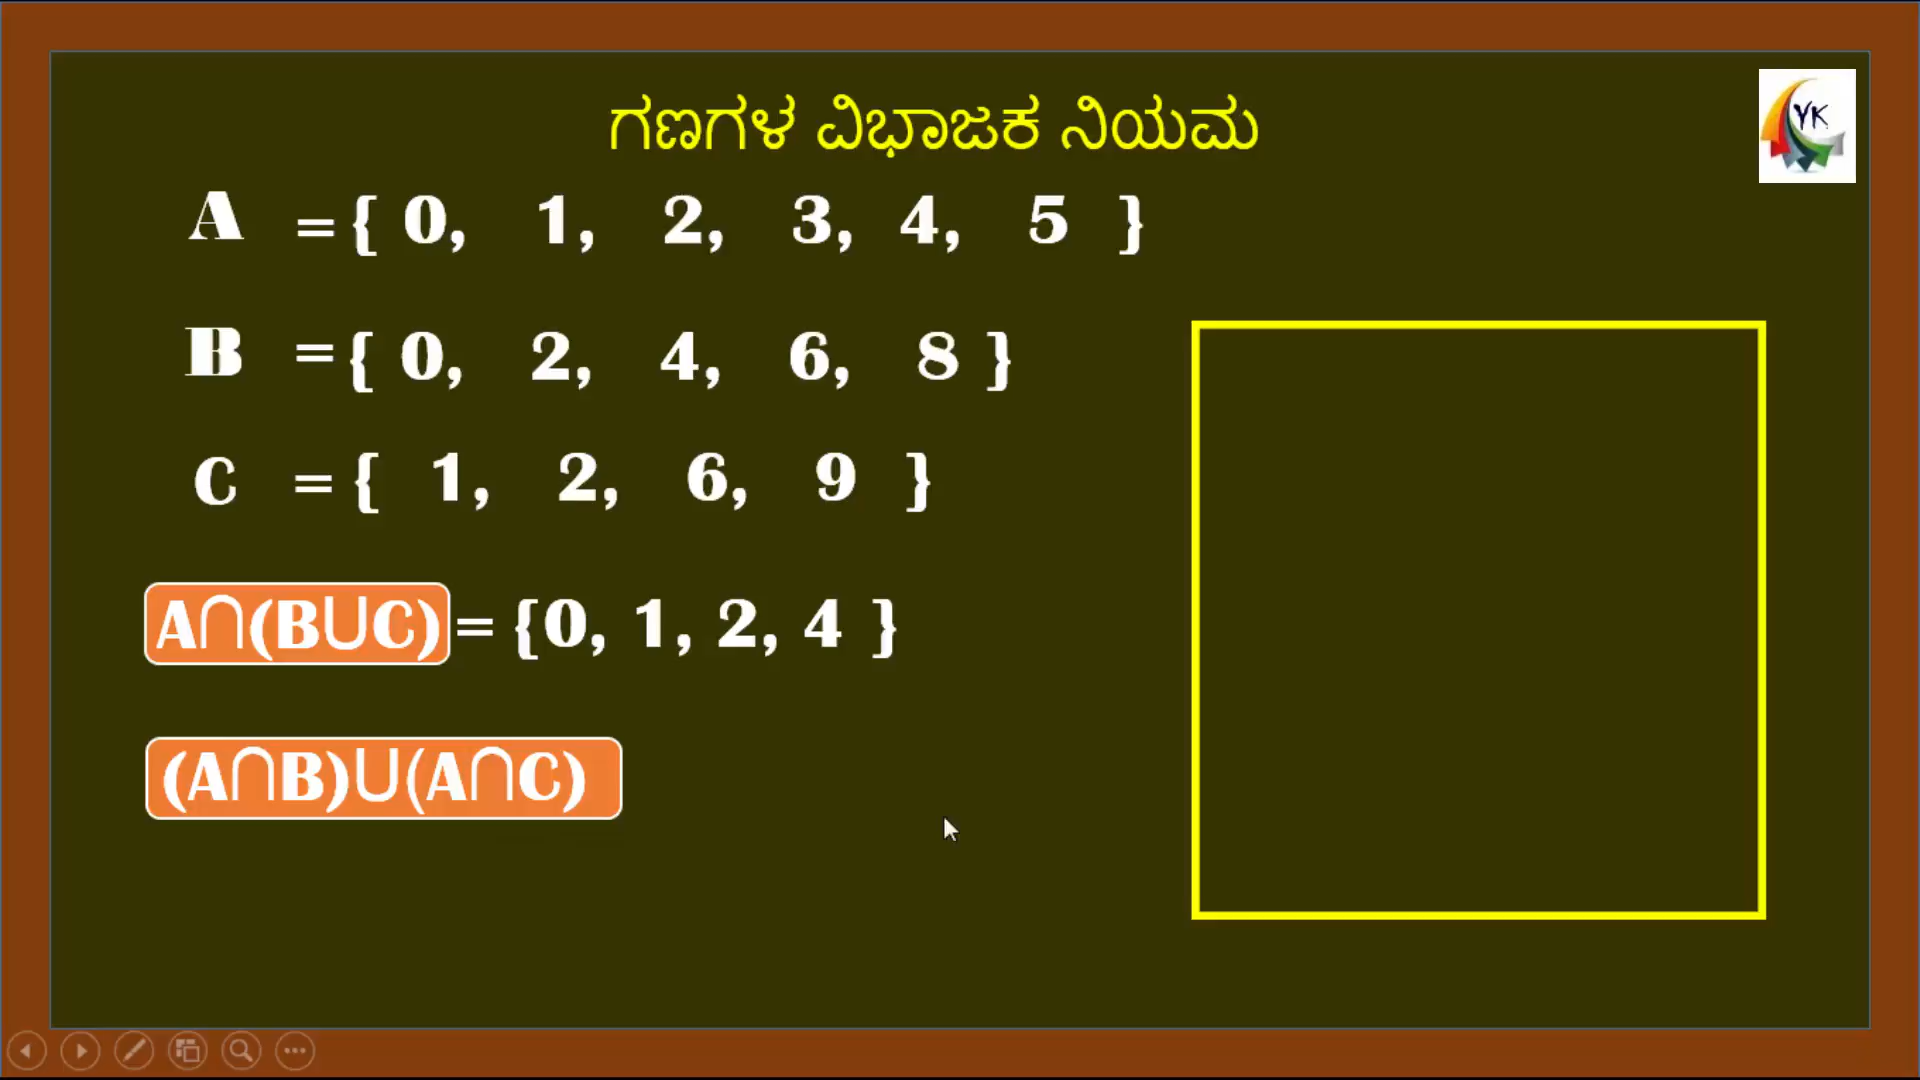 ಗಣಗಳ ವಿಭಾಜಕ ನಿಯಮ
YK
A = { 0, 1, 2, 3, 4, 5 }
B = { 0, 2, 4, 6, 8 }
C = { 1, 2, 6, 9 }
A∩(B∪C) = {0, 1, 2, 4 }
(A∩B)∪(A∩C)